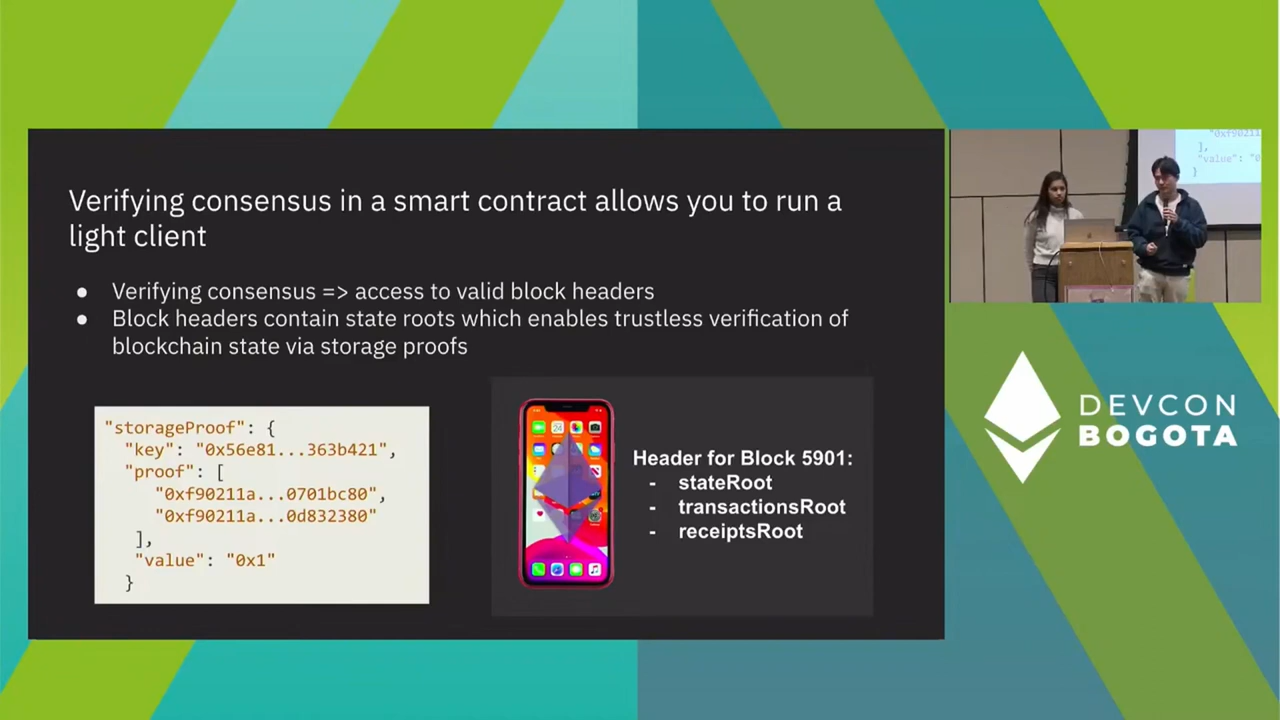 Verifying consensus in a smart contract allows you to run a
light client
● Verifying consensus => access to valid block headers
● Block headers contain state roots which enables trustless verification of
blockchain state via storage proofs
"storageProof": {
"key": "0x56e81...363b421",
"proof": [
"0xf90211a...0701bc80",
"0xf90211a...0d832380"
],
"value": "0x1"
}
Header for Block 5901:
- stateRoot
- transactionsRoot
- receiptsRoot
],
"value": "0
}
DEVCON
BOGOTA